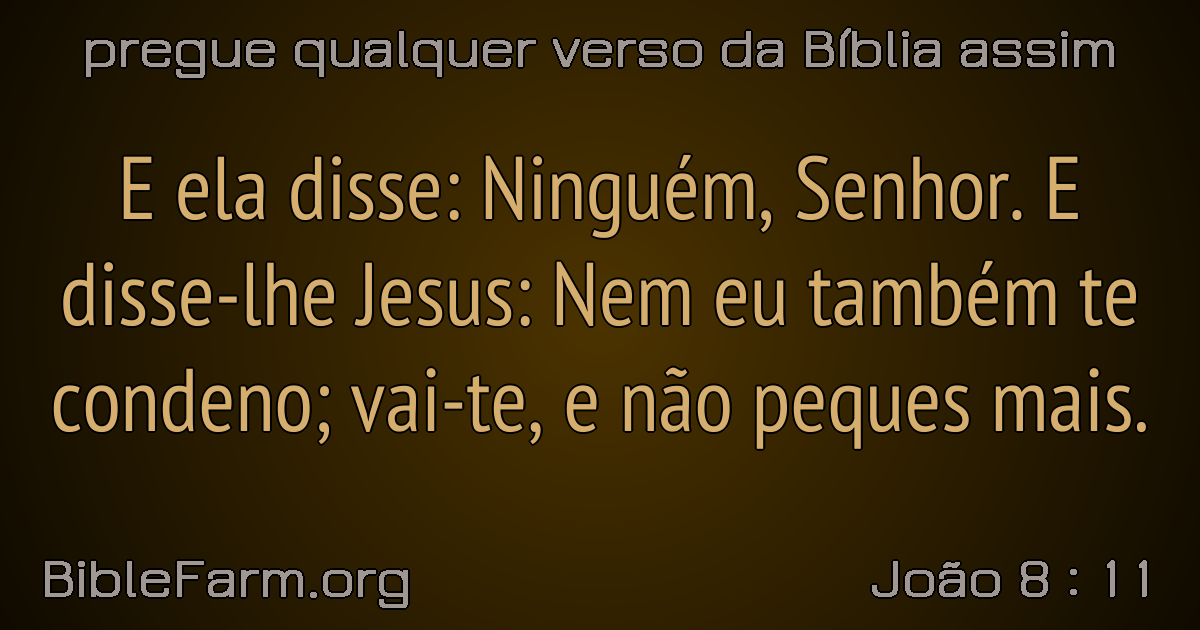 pregue qualquer verso da Bíblia assim
E ela disse: Ninguém, Senhor. E
disse-lhe Jesus: Nem eu também te
condeno; vai-te, e não peques mais.
BibleFarm.org
João 8 : 11